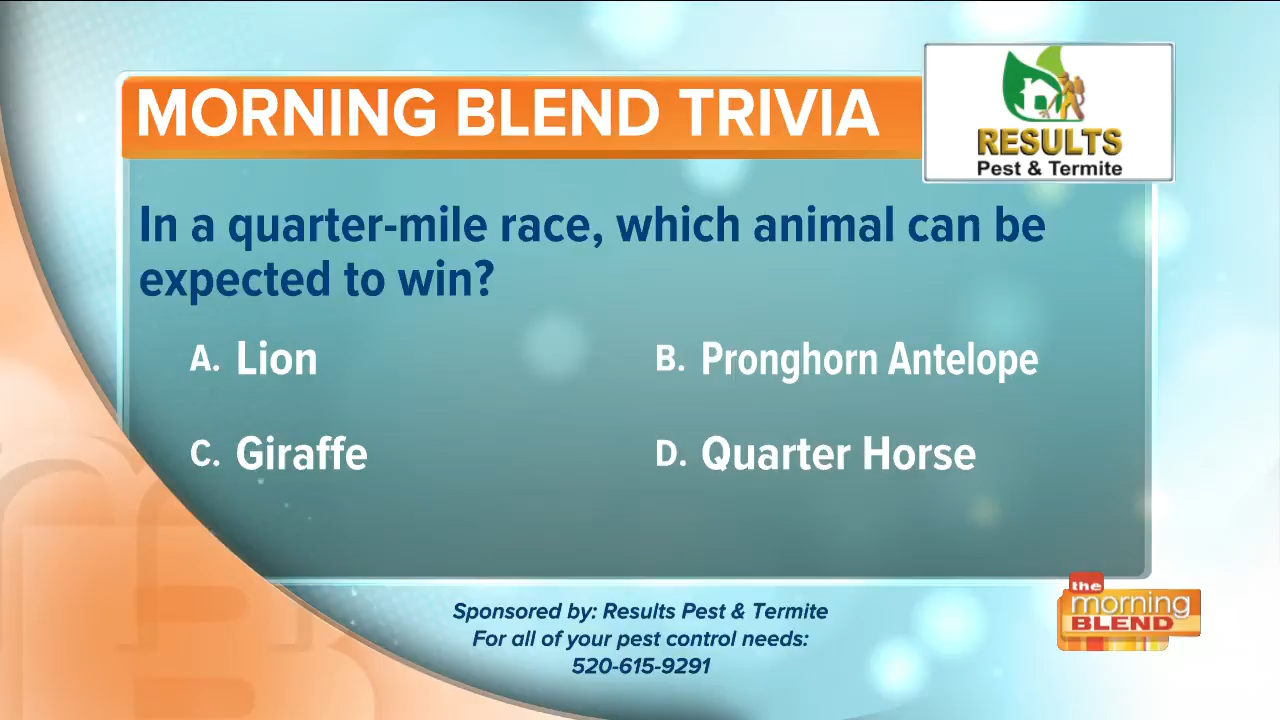 MORNING BLEND TRIVIA
RESULTS
Pest & Termite
In a quarter-mile race, which animal can be
expected to win?
A. Lion
B. Pronghorn Antelope
C. Giraffe
D. Quarter Horse
Sponsored by: Results Pest & Termite
For all of your pest control needs:
520-615-9291
the
morning
BLEND